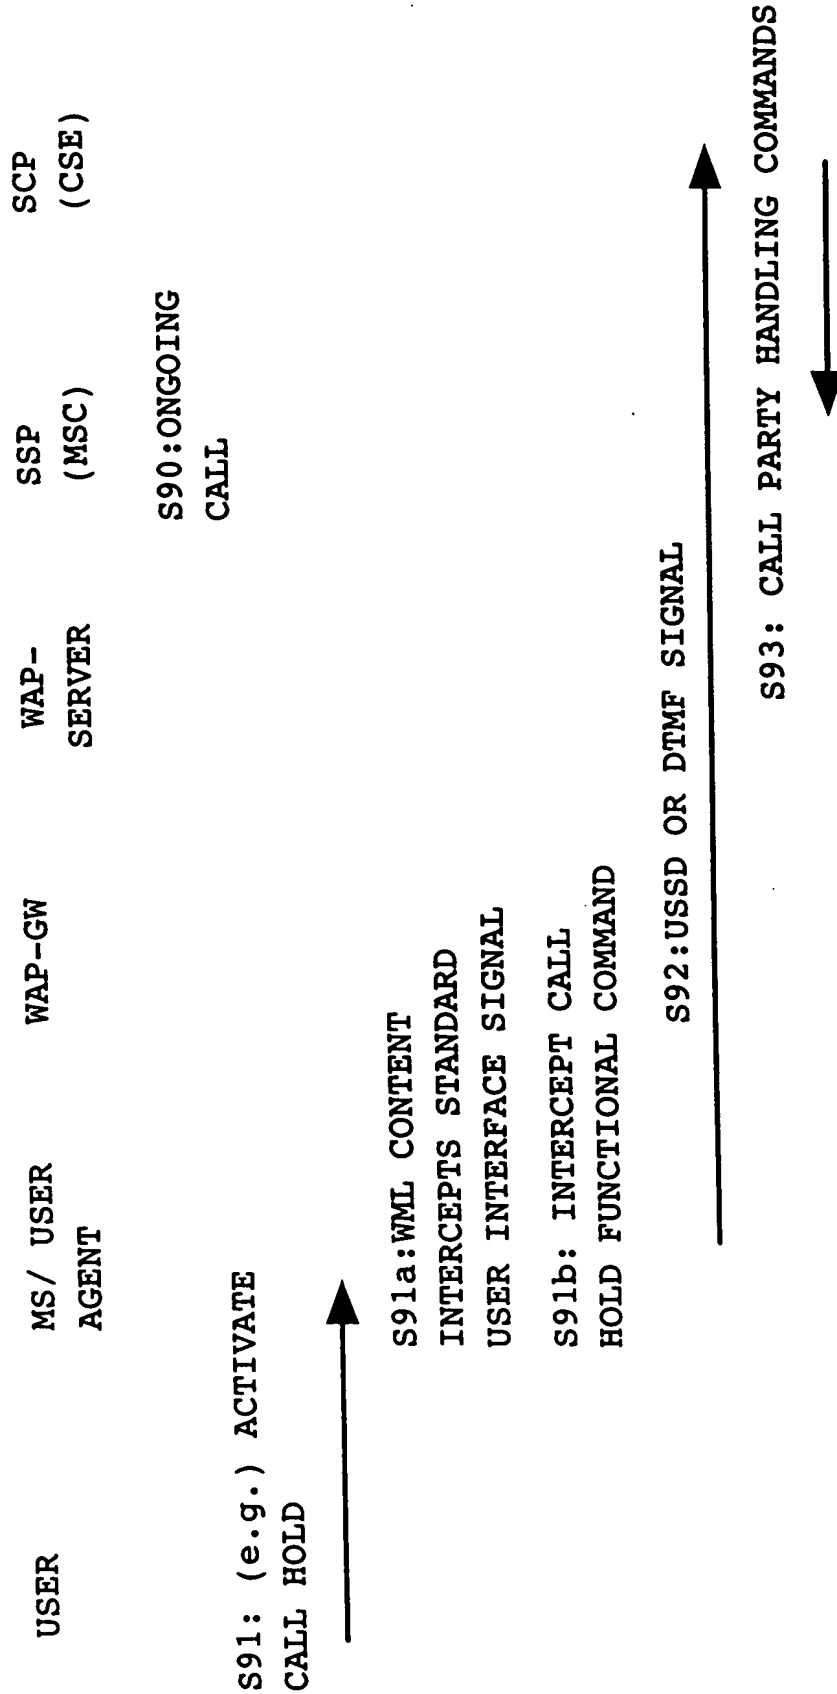 USER
MS/ USER
AGENT
WAP-GW
WAP-
SERVER
SSP
(MSC)
SCP
(CSE)
S90:ONGOING
CALL
S91: (e.g.) ACTIVATE
CALL HOLD
S91a:WML CONTENT
INTERCEPTS STANDARD
USER INTERFACE SIGNAL
S91b: INTERCEPT CALL
HOLD FUNCTIONAL COMMAND
S92:USSD OR DTMF SIGNAL
S93: CALL PARTY HANDLING COMMANDS